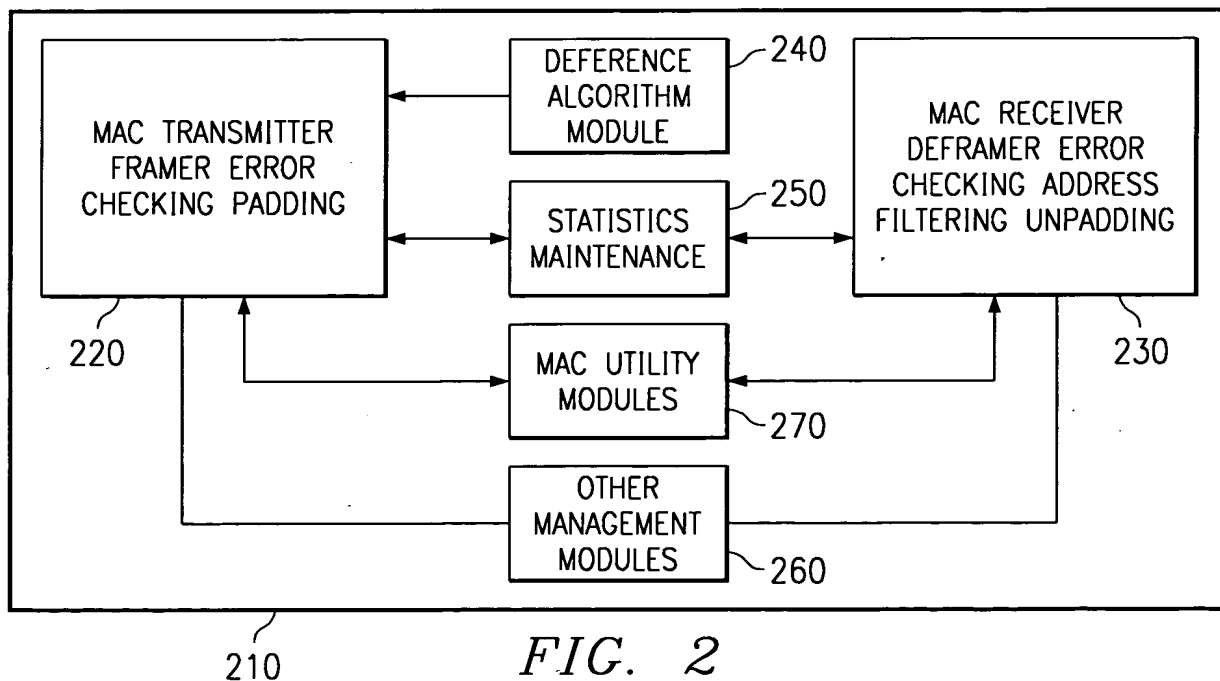 MAC TRANSMITTER
FRAMER ERROR
CHECKING PADDING
220
DEFERENCE
ALGORITHM
MODULE
240
STATISTICS
MAINTENANCE
250
MAC UTILITY
MODULES
270
OTHER
MANAGEMENT
MODULES
260
MAC RECEIVER
DEFRAMER ERROR
CHECKING ADDRESS
FILTERING UNPADDING
230
210
FIG. 2